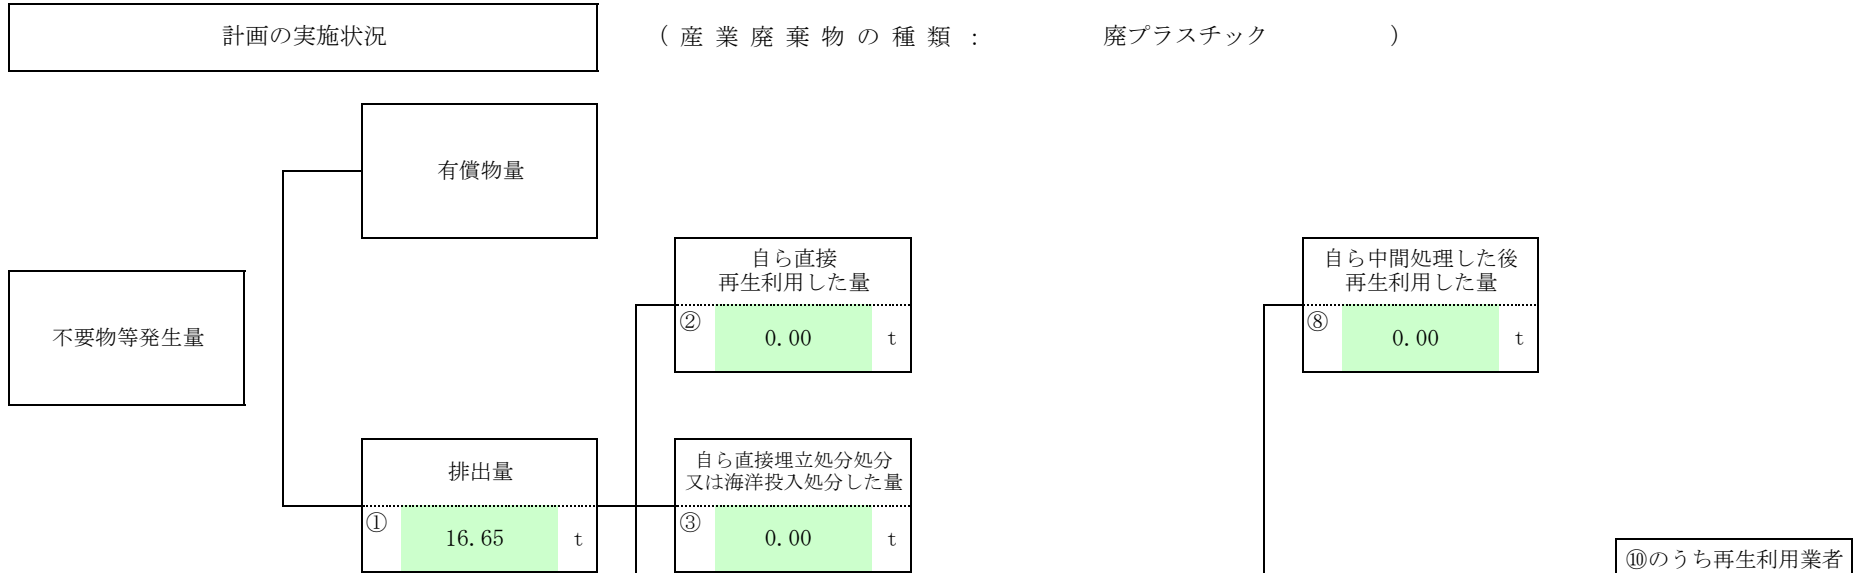 計画の実施状況
（産業廃棄物の種類： 廃プラスチック ）
有償物量
自ら直接
再生利用した量
② 0.00 t
自ら中間処理した後
再生利用した量
⑧ 0.00 t
不要物等発生量
排出量
① 16.65 t
自ら直接埋立処分処分
又は海洋投入処分した量
③ 0.00 t
⑩のうち再生利用業者